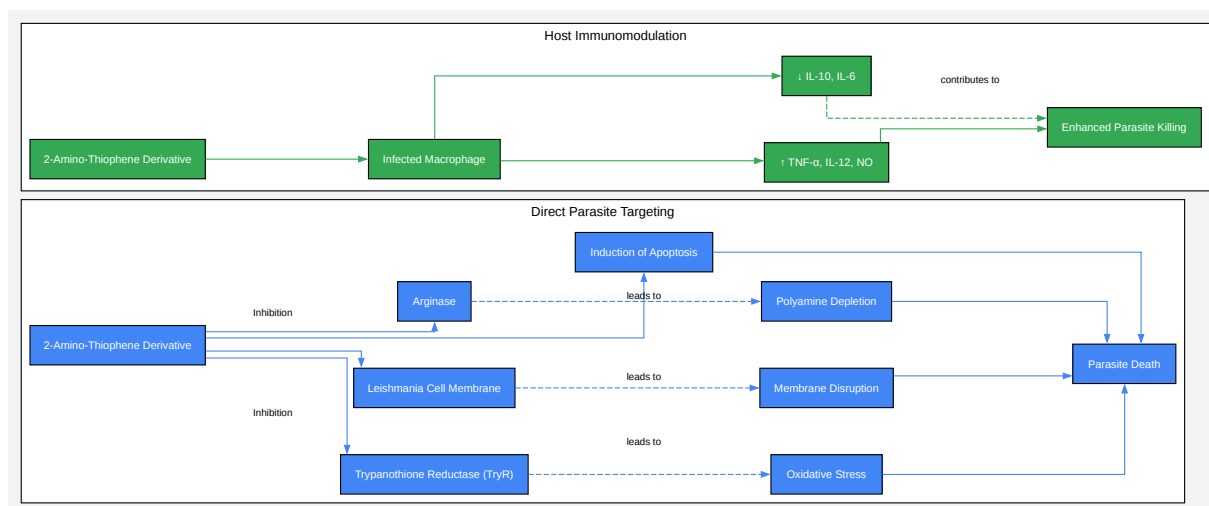 Host Immunomodulation
↓ IL-10, IL-6
contributes to
Enhanced Parasite Killing
2-Amino-Thiophene Derivative
Infected Macrophage
↑ TNF-α, IL-12, NO
Direct Parasite Targeting
Induction of Apoptosis
Arginase
leads to
Polyamine Depletion
Inhibition
2-Amino-Thiophene Derivative
Parasite Death
Leishmania Cell Membrane
leads to
Membrane Disruption
Inhibition
leads to
Trypanothione Reductase (TryR)
Oxidative Stress